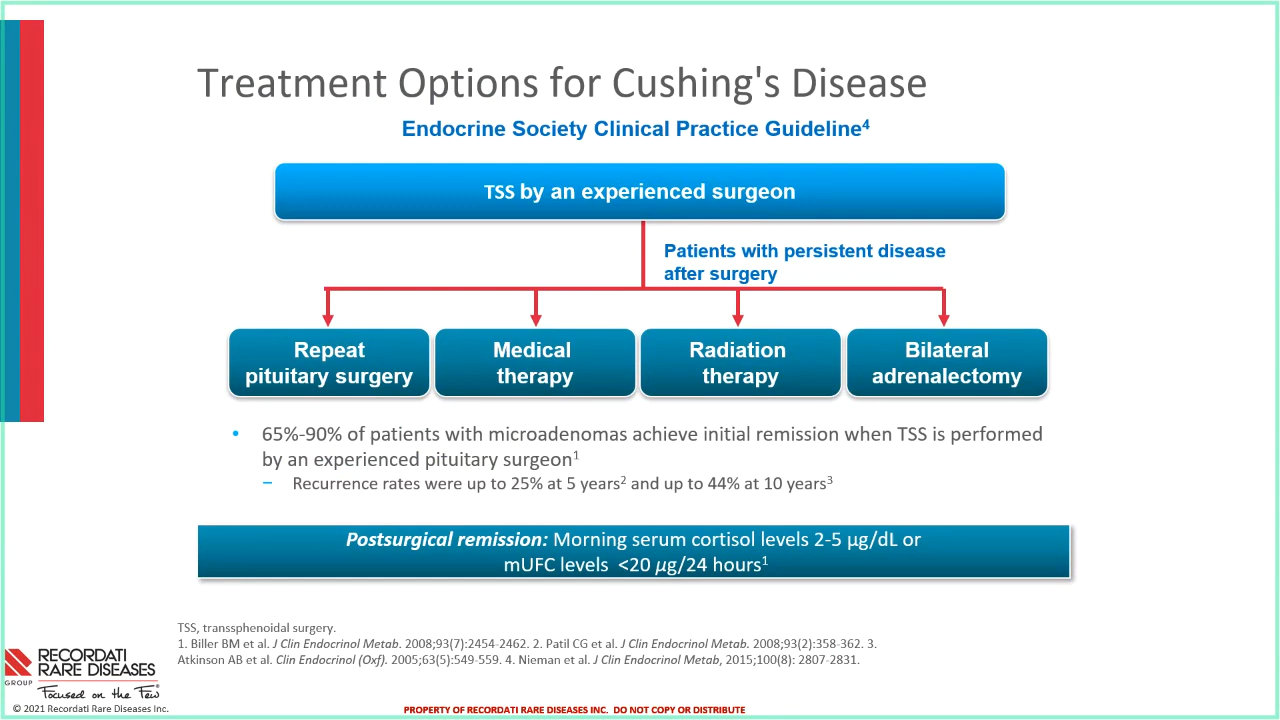 Treatment Options for Cushing's Disease
Endocrine Society Clinical Practice Guideline⁴
TSS by an experienced surgeon
Patients with persistent disease
after surgery
Repeat
pituitary surgery
Medical
therapy
Radiation
therapy
Bilateral
adrenalectomy
• 65%-90% of patients with microadenomas achieve initial remission when TSS is performed
by an experienced pituitary surgeon¹
− Recurrence rates were up to 25% at 5 years² and up to 44% at 10 years³
Postsurgical remission: Morning serum cortisol levels 2-5 µg/dL or
mUFC levels <20 µg/24 hours¹
TSS, transsphenoidal surgery.
1. Biller BM et al. J Clin Endocrinol Metab. 2008;93(7):2454-2462. 2. Patil CG et al. J Clin Endocrinol Metab. 2008;93(2):358-362. 3.
Atkinson AB et al. Clin Endocrinol (Oxf). 2005;63(5):549-559. 4. Nieman et al. J Clin Endocrinol Metab, 2015;100(8): 2807-2831.
RECORDATI
RARE DISEASES
GROUP
Focused on the Few®
© 2021 Recordati Rare Diseases Inc.
PROPERTY OF RECORDATI RARE DISEASES INC. DO NOT COPY OR DISTRIBUTE